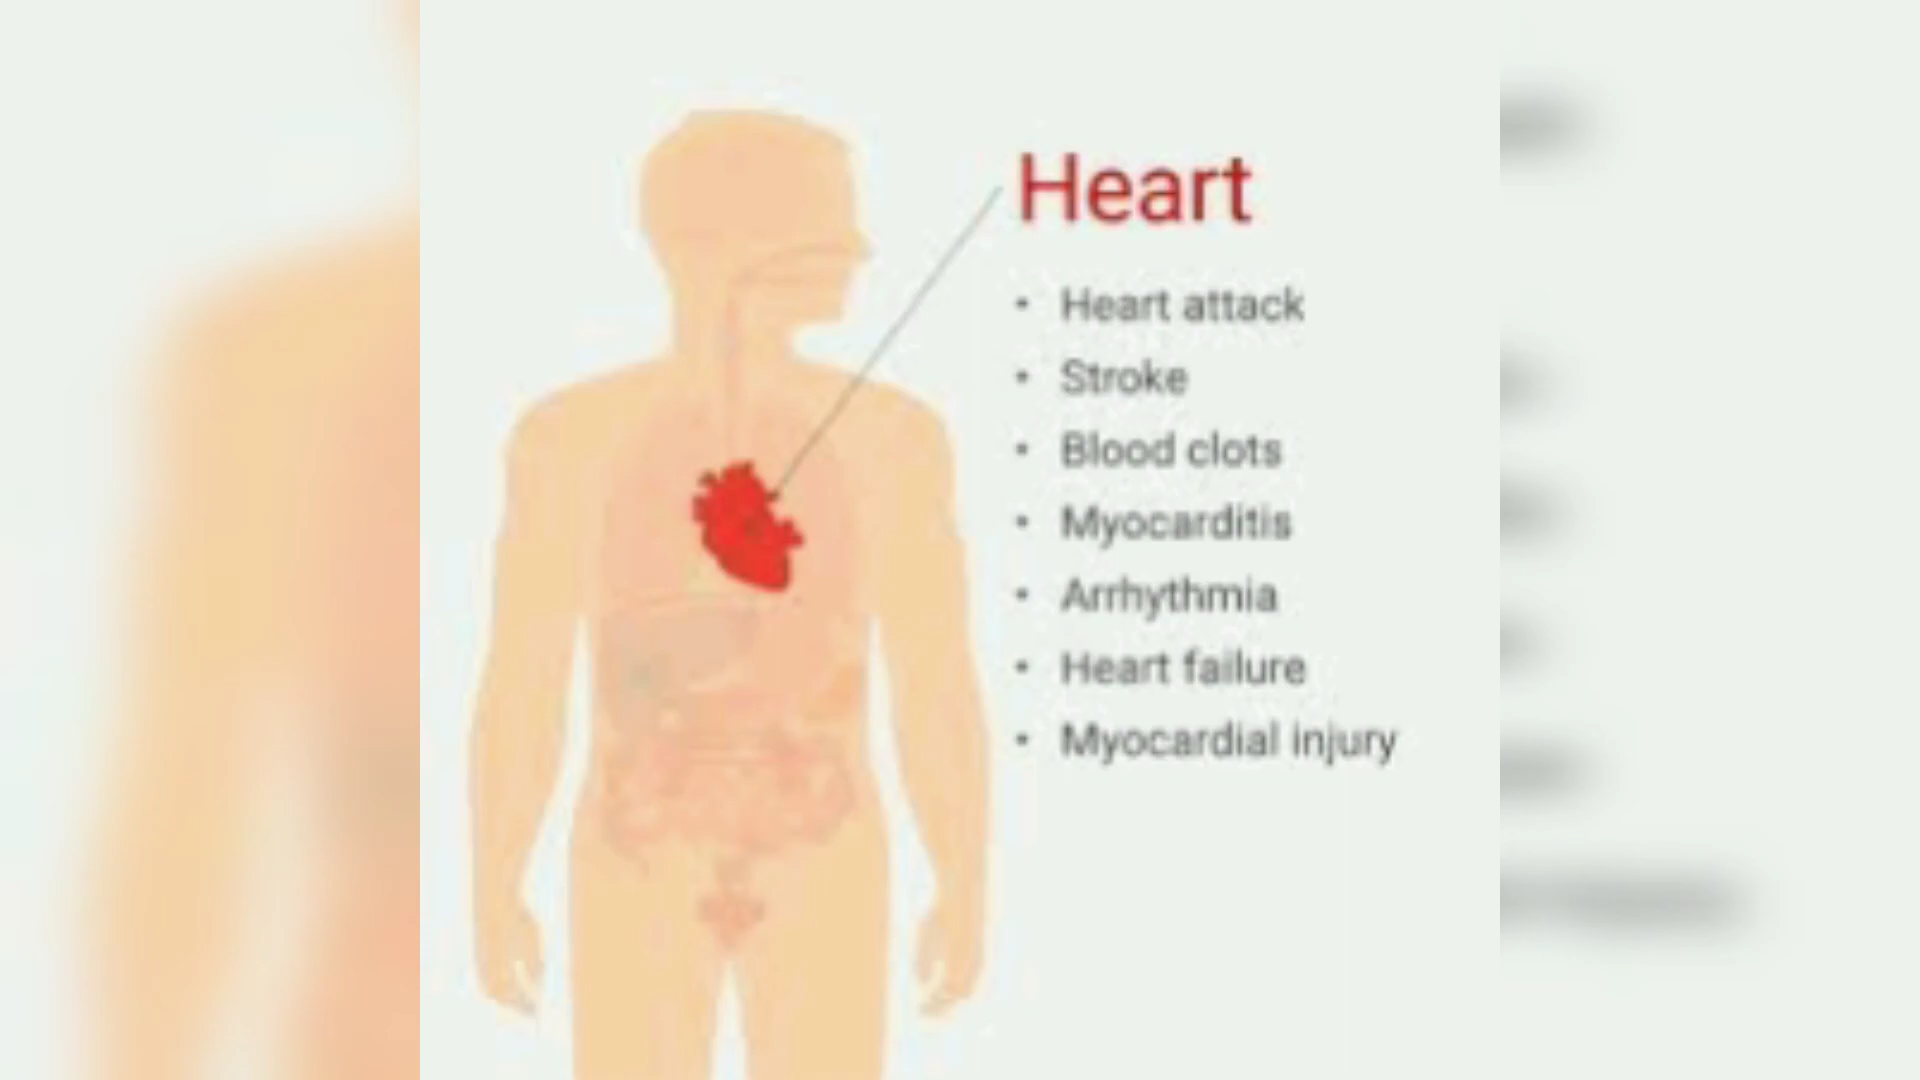 Heart
• Heart attack
• Stroke
• Blood clots
• Myocarditis
• Arrhythmia
• Heart failure
• Myocardial injury